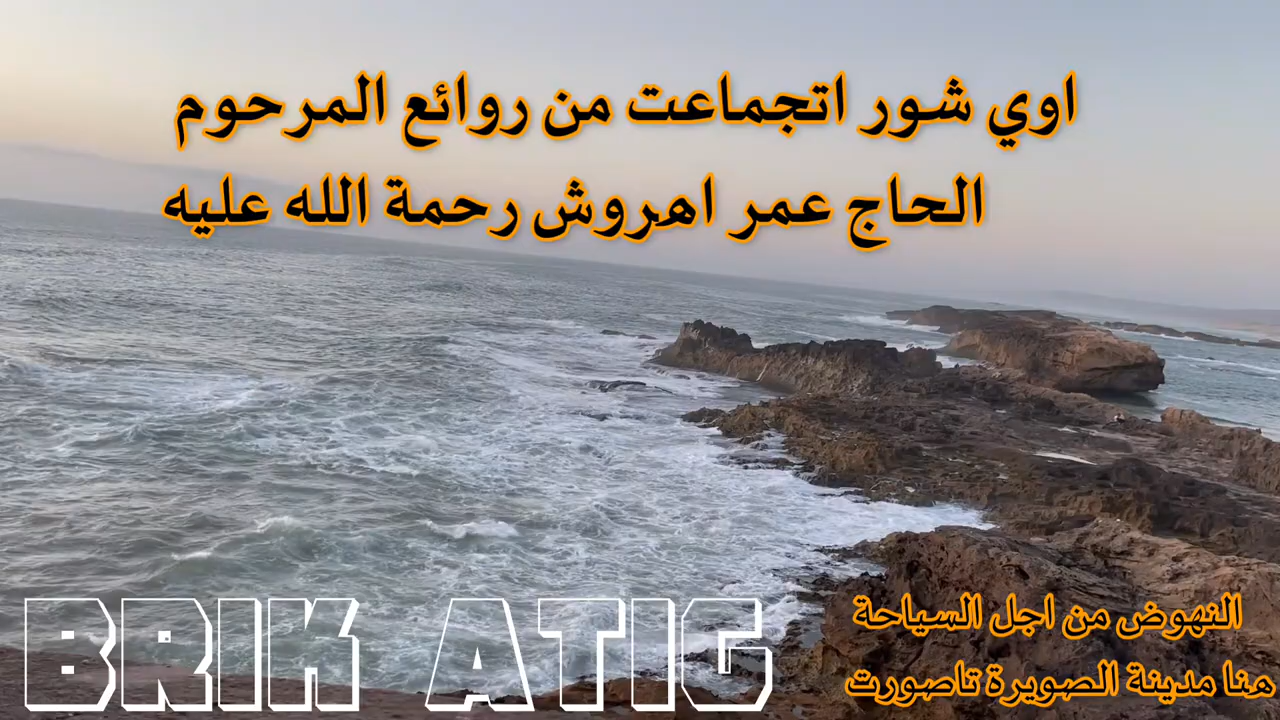 اوي شور اتجماعت من روائع المرحوم
الحاج عمر اهروش رحمة الله عليه
BRIK ATIG
النهوض من اجل السياحة
هنا مدينة الصويرة تاصورت